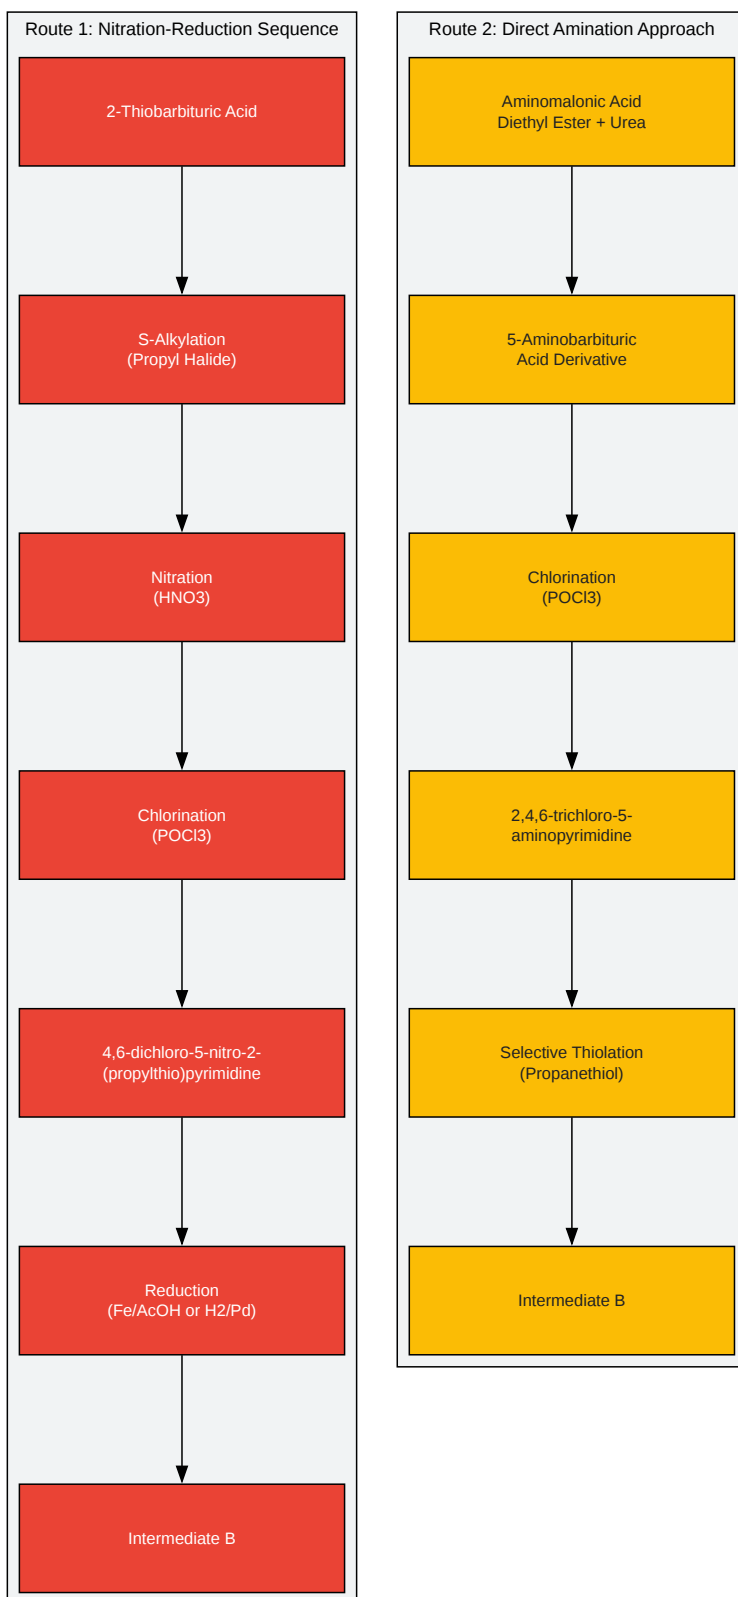 Route 1: Nitration-Reduction Sequence
2-Thiobarbituric Acid
S-Alkylation
(Propyl Halide)
Nitration
(HNO3)
Chlorination
(POCl3)
4,6-dichloro-5-nitro-2-
(propylthio)pyrimidine
Reduction
(Fe/AcOH or H2/Pd)
Intermediate B
Route 2: Direct Amination Approach
Aminomalonic Acid
Diethyl Ester + Urea
5-Aminobarbituric
Acid Derivative
Chlorination
(POCl3)
2,4,6-trichloro-5-
aminopyrimidine
Selective Thiolation
(Propanethiol)
Intermediate B